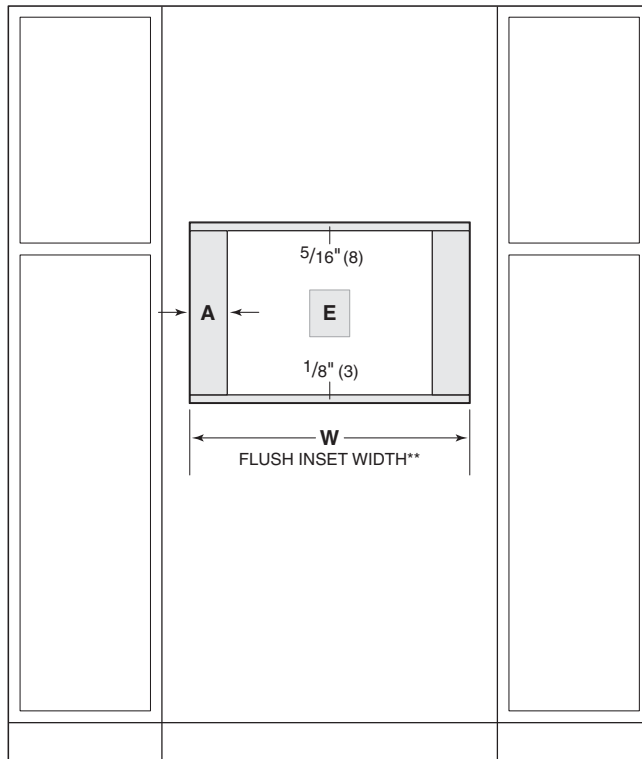 5/16" (8)
A
E
1/8" (3)
W
FLUSH INSET WIDTH**